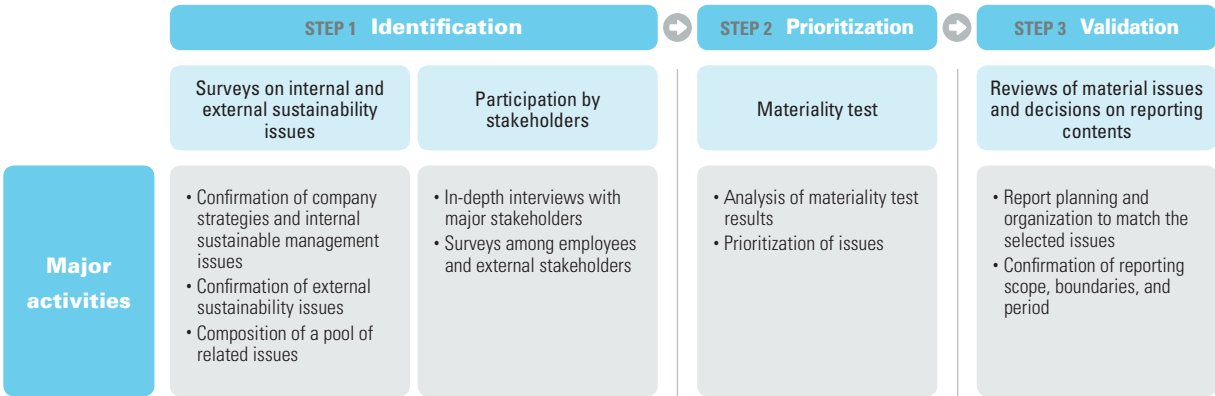 STEP 1 Identification
STEP 2 Prioritization
STEP 3 Validation
Surveys on internal and
external sustainability
issues
Participation by
stakeholders
Materiality test
Reviews of material issues
and decisions on reporting
contents
Major
activities
• Confirmation of company
strategies and internal
sustainable management
issues
• Confirmation of external
sustainability issues
• Composition of a pool of
related issues
• In-depth interviews with
major stakeholders
• Surveys among employees
and external stakeholders
• Analysis of materiality test
results
• Prioritization of issues
• Report planning and
organization to match the
selected issues
• Confirmation of reporting
scope, boundaries, and
period